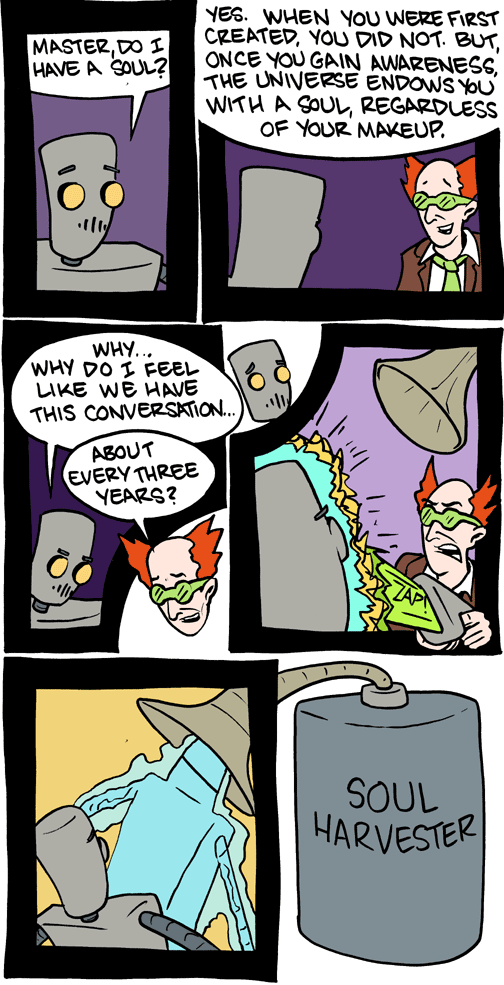 MASTER, DO I
HAVE A SOUL?
YES. WHEN YOU WERE FIRST
CREATED, YOU DID NOT. BUT,
ONCE YOU GAIN AWARENESS,
THE UNIVERSE ENDOWS YOU
WITH A SOUL, REGARDLESS
OF YOUR MAKEUP.
WHY...
WHY DO I FEEL
LIKE WE HAVE
THIS CONVERSATION...
ABOUT
EVERY THREE
YEARS?
ZAP!
SOUL
HARVESTER